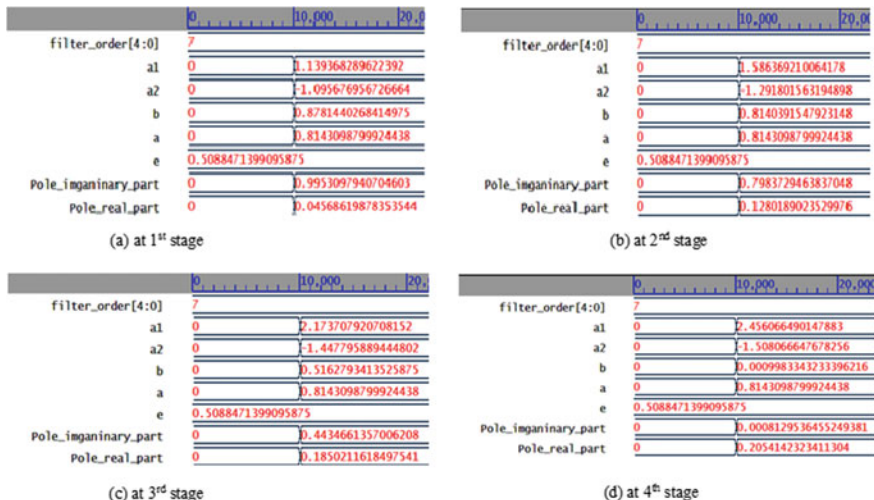 0 10,000 20,0
filter_order[4:0] 7
a1 0 1.139368289622392
a2 0 -1.095676956726664
b 0 0.8781440268414975
a 0 0.8143098799924438
e 0.5088471399095875
Pole_imganinary_part 0 0.9953097940704603
Pole_real_part 0 0.04568619878353544
(a) at 1st stage
0 10,000 20,0
filter_order[4:0] 7
a1 0 1.586369210064178
a2 0 -1.291801563194898
b 0 0.8140391547923148
a 0 0.8143098799924438
e 0.5088471399095875
Pole_imganinary_part 0 0.7983729463837048
Pole_real_part 0 0.1280189023529976
(b) at 2nd stage
0 10,000 20,
filter_order[4:0] 7
a1 0 2.173707920708152
a2 0 -1.447795889444802
b 0 0.5162793413525875
a 0 0.8143098799924438
e 0.5088471399095875
Pole_imganinary_part 0 0.4434661357006208
Pole_real_part 0 0.1850211618497541
(c) at 3rd stage
0 10,000 20,000
filter_order[4:0] 7
a1 0 2.456066490147883
a2 0 -1.508066647678256
b 0 0.0009983343233396216
a 0 0.8143098799924438
e 0.5088471399095875
Pole_imganinary_part 0 0.0008129536455249381
Pole_real_part 0 0.2054142323411304
(d) at 4th stage